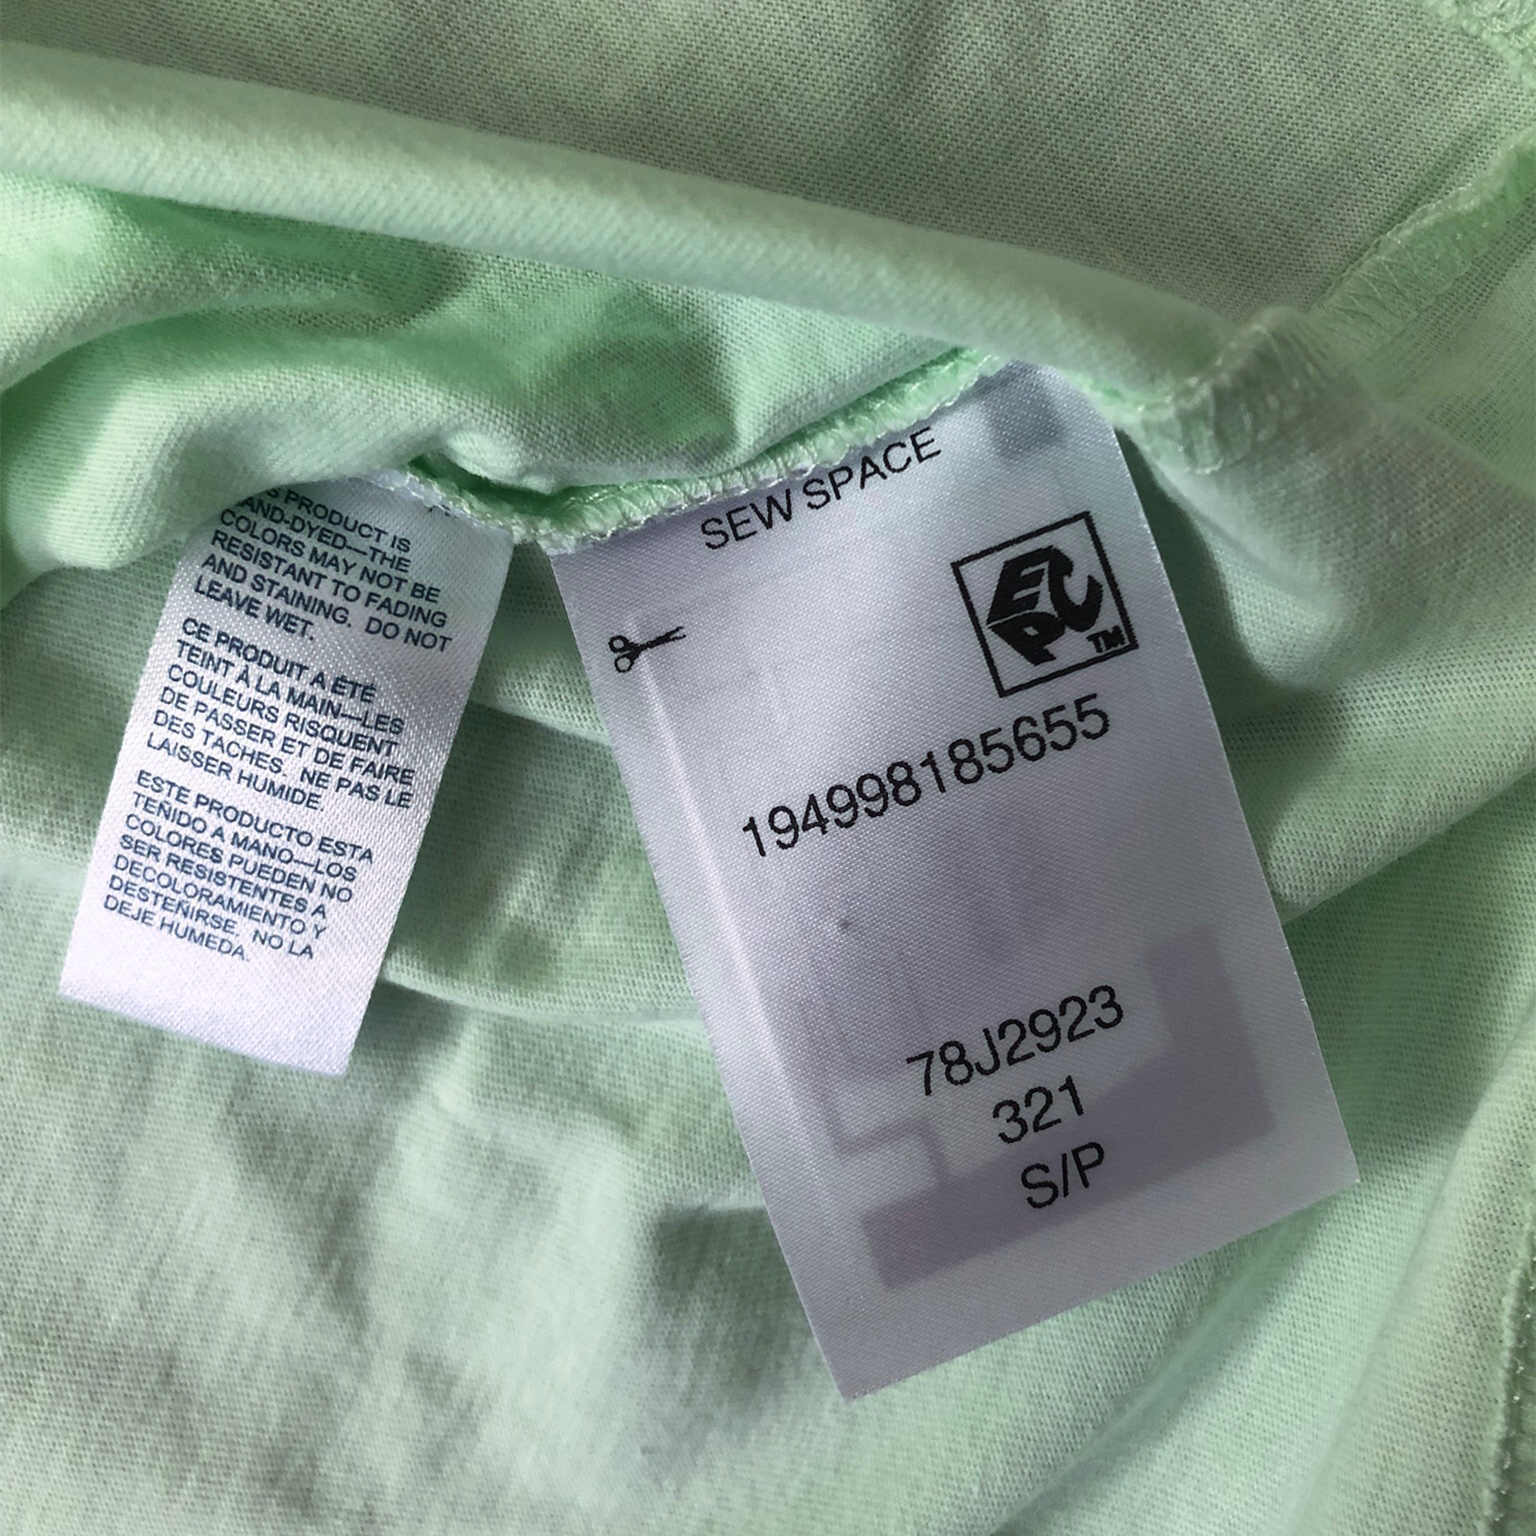 PRODUCT IS
AND-DYED—THE
COLORS MAY NOT BE
RESISTANT TO FADING
AND STAINING. DO NOT
LEAVE WET.
CE PRODUIT A ÉTÉ
TEINT À LA MAIN—LES
COULEURS RISQUENT
DE PASSER ET DE FAIRE
DES TACHES. NE PAS LE
LAISSER HUMIDE.
ESTE PRODUCTO ESTA
TEÑIDO A MANO—LOS
COLORES PUEDEN NO
SER RESISTENTES A
DECOLORAMIENTO Y
DESTEÑIRSE. NO LA
DEJE HUMEDA.
SEW SPACE
EPC TM
194998185655
78J2923
321
S/P